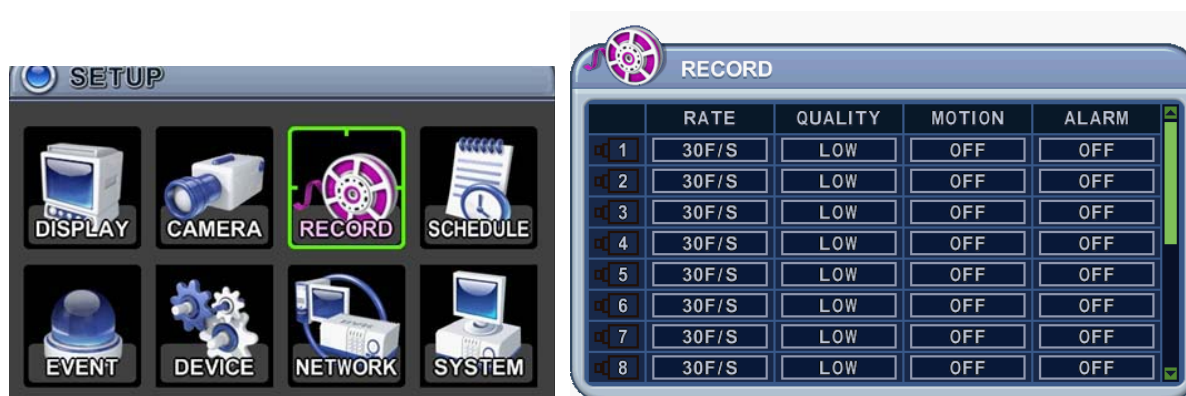 SETUP
DISPLAY CAMERA RECORD SCHEDULE
EVENT DEVICE NETWORK SYSTEM
RECORD
RATE QUALITY MOTION ALARM
1 30F/S LOW OFF OFF
2 30F/S LOW OFF OFF
3 30F/S LOW OFF OFF
4 30F/S LOW OFF OFF
5 30F/S LOW OFF OFF
6 30F/S LOW OFF OFF
7 30F/S LOW OFF OFF
8 30F/S LOW OFF OFF